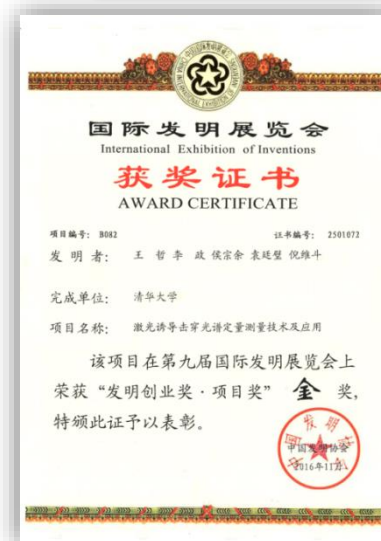 国际发明展览会
International Exhibition of Inventions
获奖证书
AWARD CERTIFICATE
项目编号: B082 证书编号: 2501072
发明者: 王 哲 李 政 侯宗余 袁廷璧 倪维斗
完成单位: 清华大学
项目名称: 激光诱导击穿光谱定量测量技术及应用
该项目在第九届国际发明展览会上
荣获“发明创业奖·项目奖” 金 奖,
特颁此证予以表彰。
中国发明协会
2016年11月